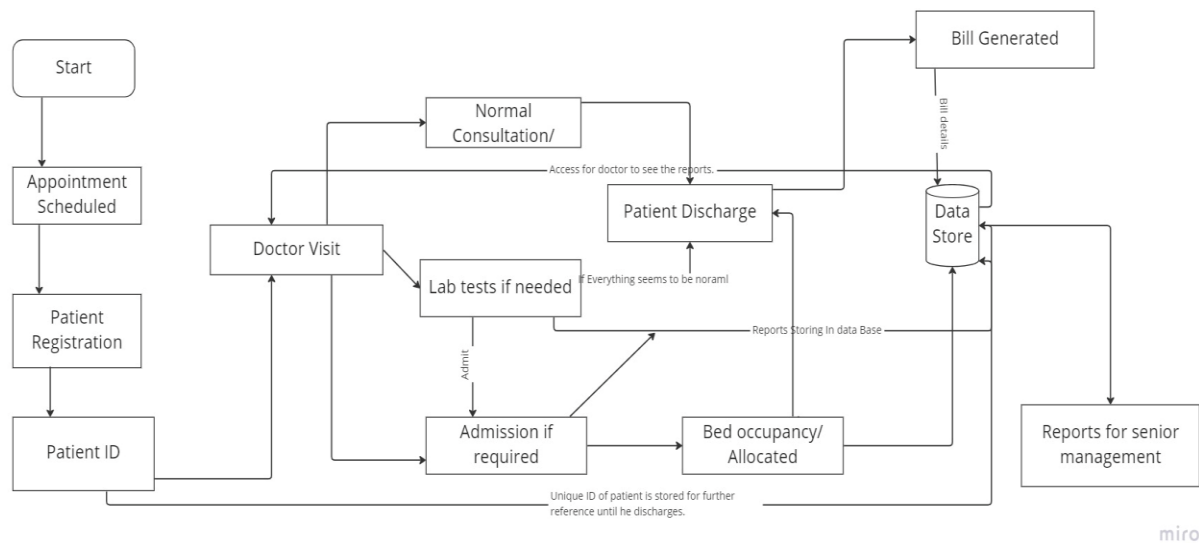 Bill Generated
Start
Normal
Consultation/
Bill details
Access for doctor to see the reports.
Appointment
Scheduled
Patient Discharge
Data
Store
Doctor Visit
Lab tests if needed
If Everything seems to be noraml
Patient
Registration
Reports Storing In data Base
Admit
Patient ID
Admission if
required
Bed occupancy/
Allocated
Reports for senior
management
Unique ID of patient is stored for further
reference until he discharges.
miro